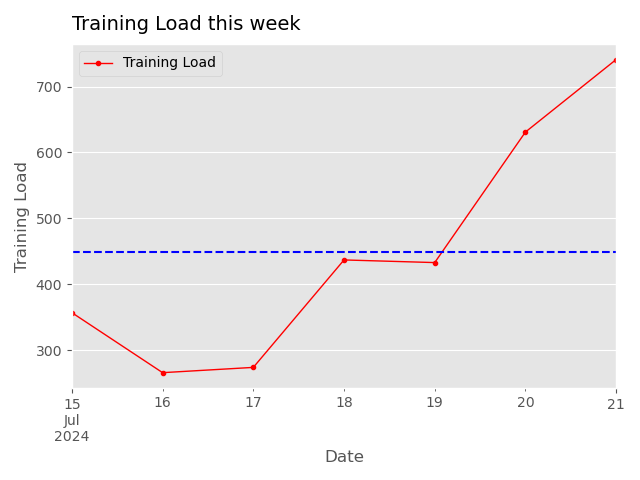 Training Load this week
Training Load
700
600
500
400
300
Training Load
15 16 17 18 19 20 21
Jul
2024
Date